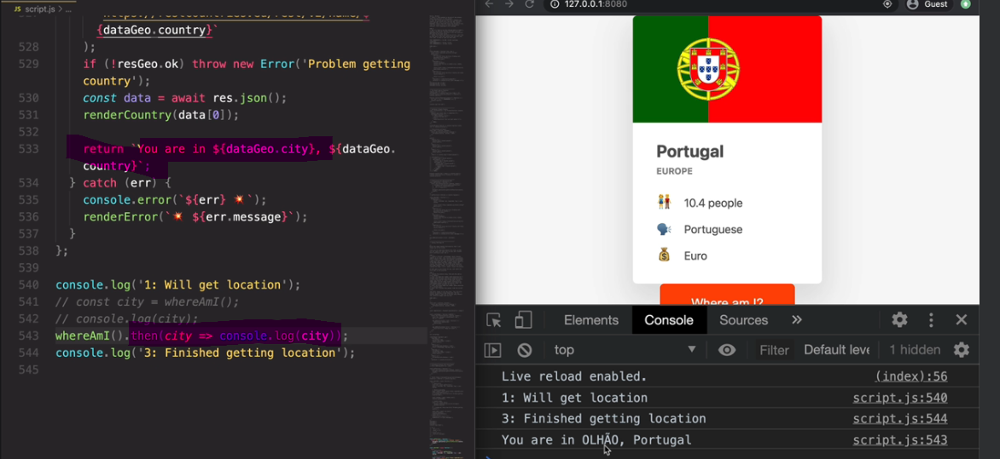 script.js > ...
127.0.0.1:8080
Guest
{dataGeo.country}`
528 );
529 if (!resGeo.ok) throw new Error('Problem getting
country');
530 const data = await res.json();
531 renderCountry(data[0]);
532
533 return `You are in ${dataGeo.city}, ${dataGeo.
country}`;
534 } catch (err) {
535 console.error(`${err} 💥`);
536 renderError(`💥 ${err.message}`);
537 }
538 };
539
540 console.log('1: Will get location');
541 // const city = whereAmI();
542 // console.log(city);
543 whereAmI().then(city => console.log(city));
544 console.log('3: Finished getting location');
545
Portugal
EUROPE
10.4 people
Portuguese
Euro
Where am I?
Elements Console Sources »
top Filter Default leve 1 hidden
Live reload enabled. (index):56
1: Will get location script.js:540
3: Finished getting location script.js:544
You are in OLHÃO, Portugal script.js:543